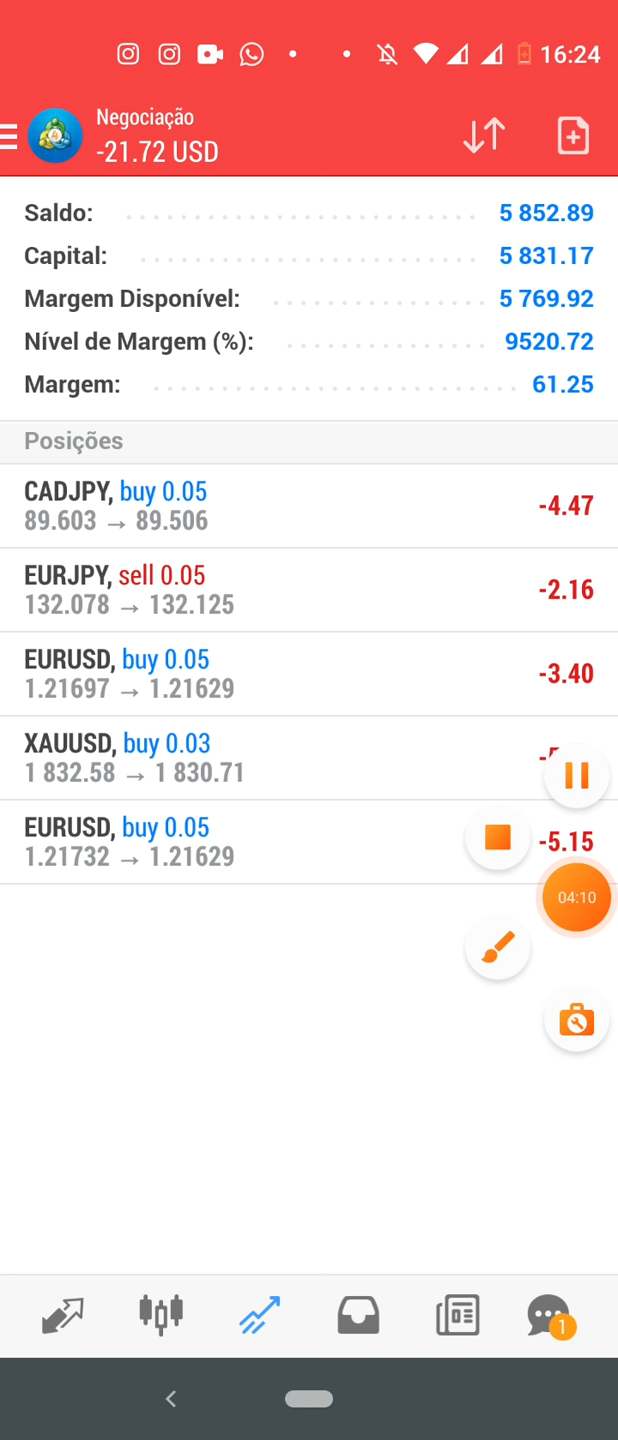 16:24
Negociação
-21.72 USD
Saldo: 5 852.89
Capital: 5 831.17
Margem Disponível: 5 769.92
Nível de Margem (%): 9520.72
Margem: 61.25
Posições
CADJPY, buy 0.05 -4.47
89.603 → 89.506
EURJPY, sell 0.05 -2.16
132.078 → 132.125
EURUSD, buy 0.05 -3.40
1.21697 → 1.21629
XAUUSD, buy 0.03
1 832.58 → 1 830.71
EURUSD, buy 0.05 -5.15
1.21732 → 1.21629
04:10
1